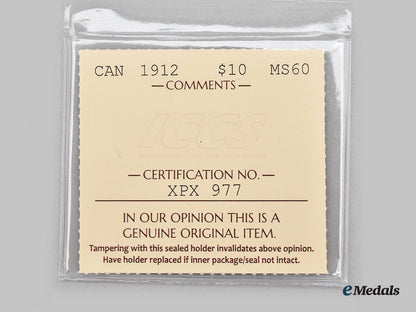 CAN 1912 $10 MS60
—COMMENTS—
ICCS
—CERTIFICATION NO.—
XPX 977
IN OUR OPINION THIS IS A
GENUINE ORIGINAL ITEM.
Tampering with this sealed holder invalidates above opinion.
Have holder replaced if inner package/seal not intact.
eMedals